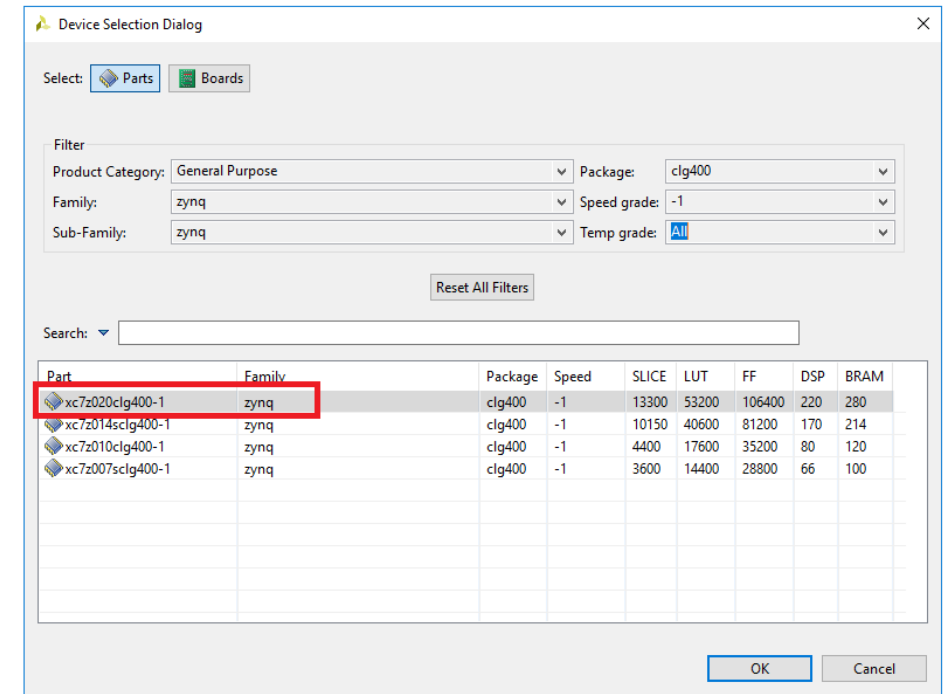 Device Selection Dialog
Select: Parts Boards
Filter
Product Category: General Purpose Package: clg400
Family: zynq Speed grade: -1
Sub-Family: zynq Temp grade: All
Reset All Filters
Search:
Part Family Package Speed SLICE LUT FF DSP BRAM
xc7z020clg400-1 zynq clg400 -1 13300 53200 106400 220 280
xc7z014sclg400-1 zynq clg400 -1 10150 40600 81200 170 214
xc7z010clg400-1 zynq clg400 -1 4400 17600 35200 80 120
xc7z007sclg400-1 zynq clg400 -1 3600 14400 28800 66 100
OK Cancel